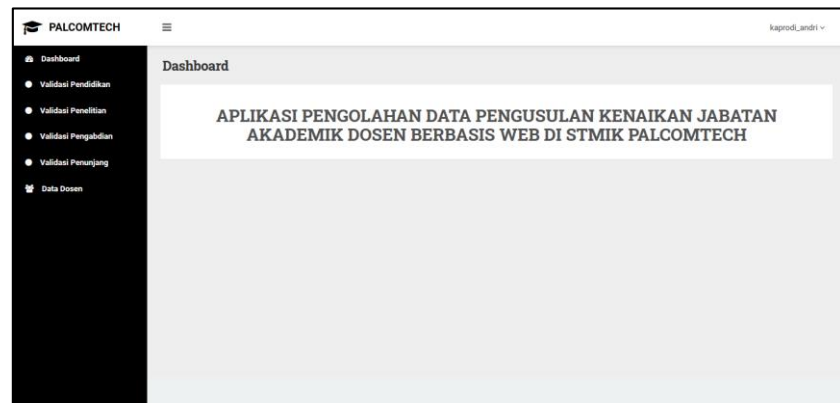 PALCOMTECH
kaprodi_andri
Dashboard
Validasi Pendidikan
Validasi Penelitian
Validasi Pengabdian
Validasi Penunjang
Data Dosen
Dashboard
APLIKASI PENGOLAHAN DATA PENGUSULAN KENAIKAN JABATAN
AKADEMIK DOSEN BERBASIS WEB DI STMIK PALCOMTECH